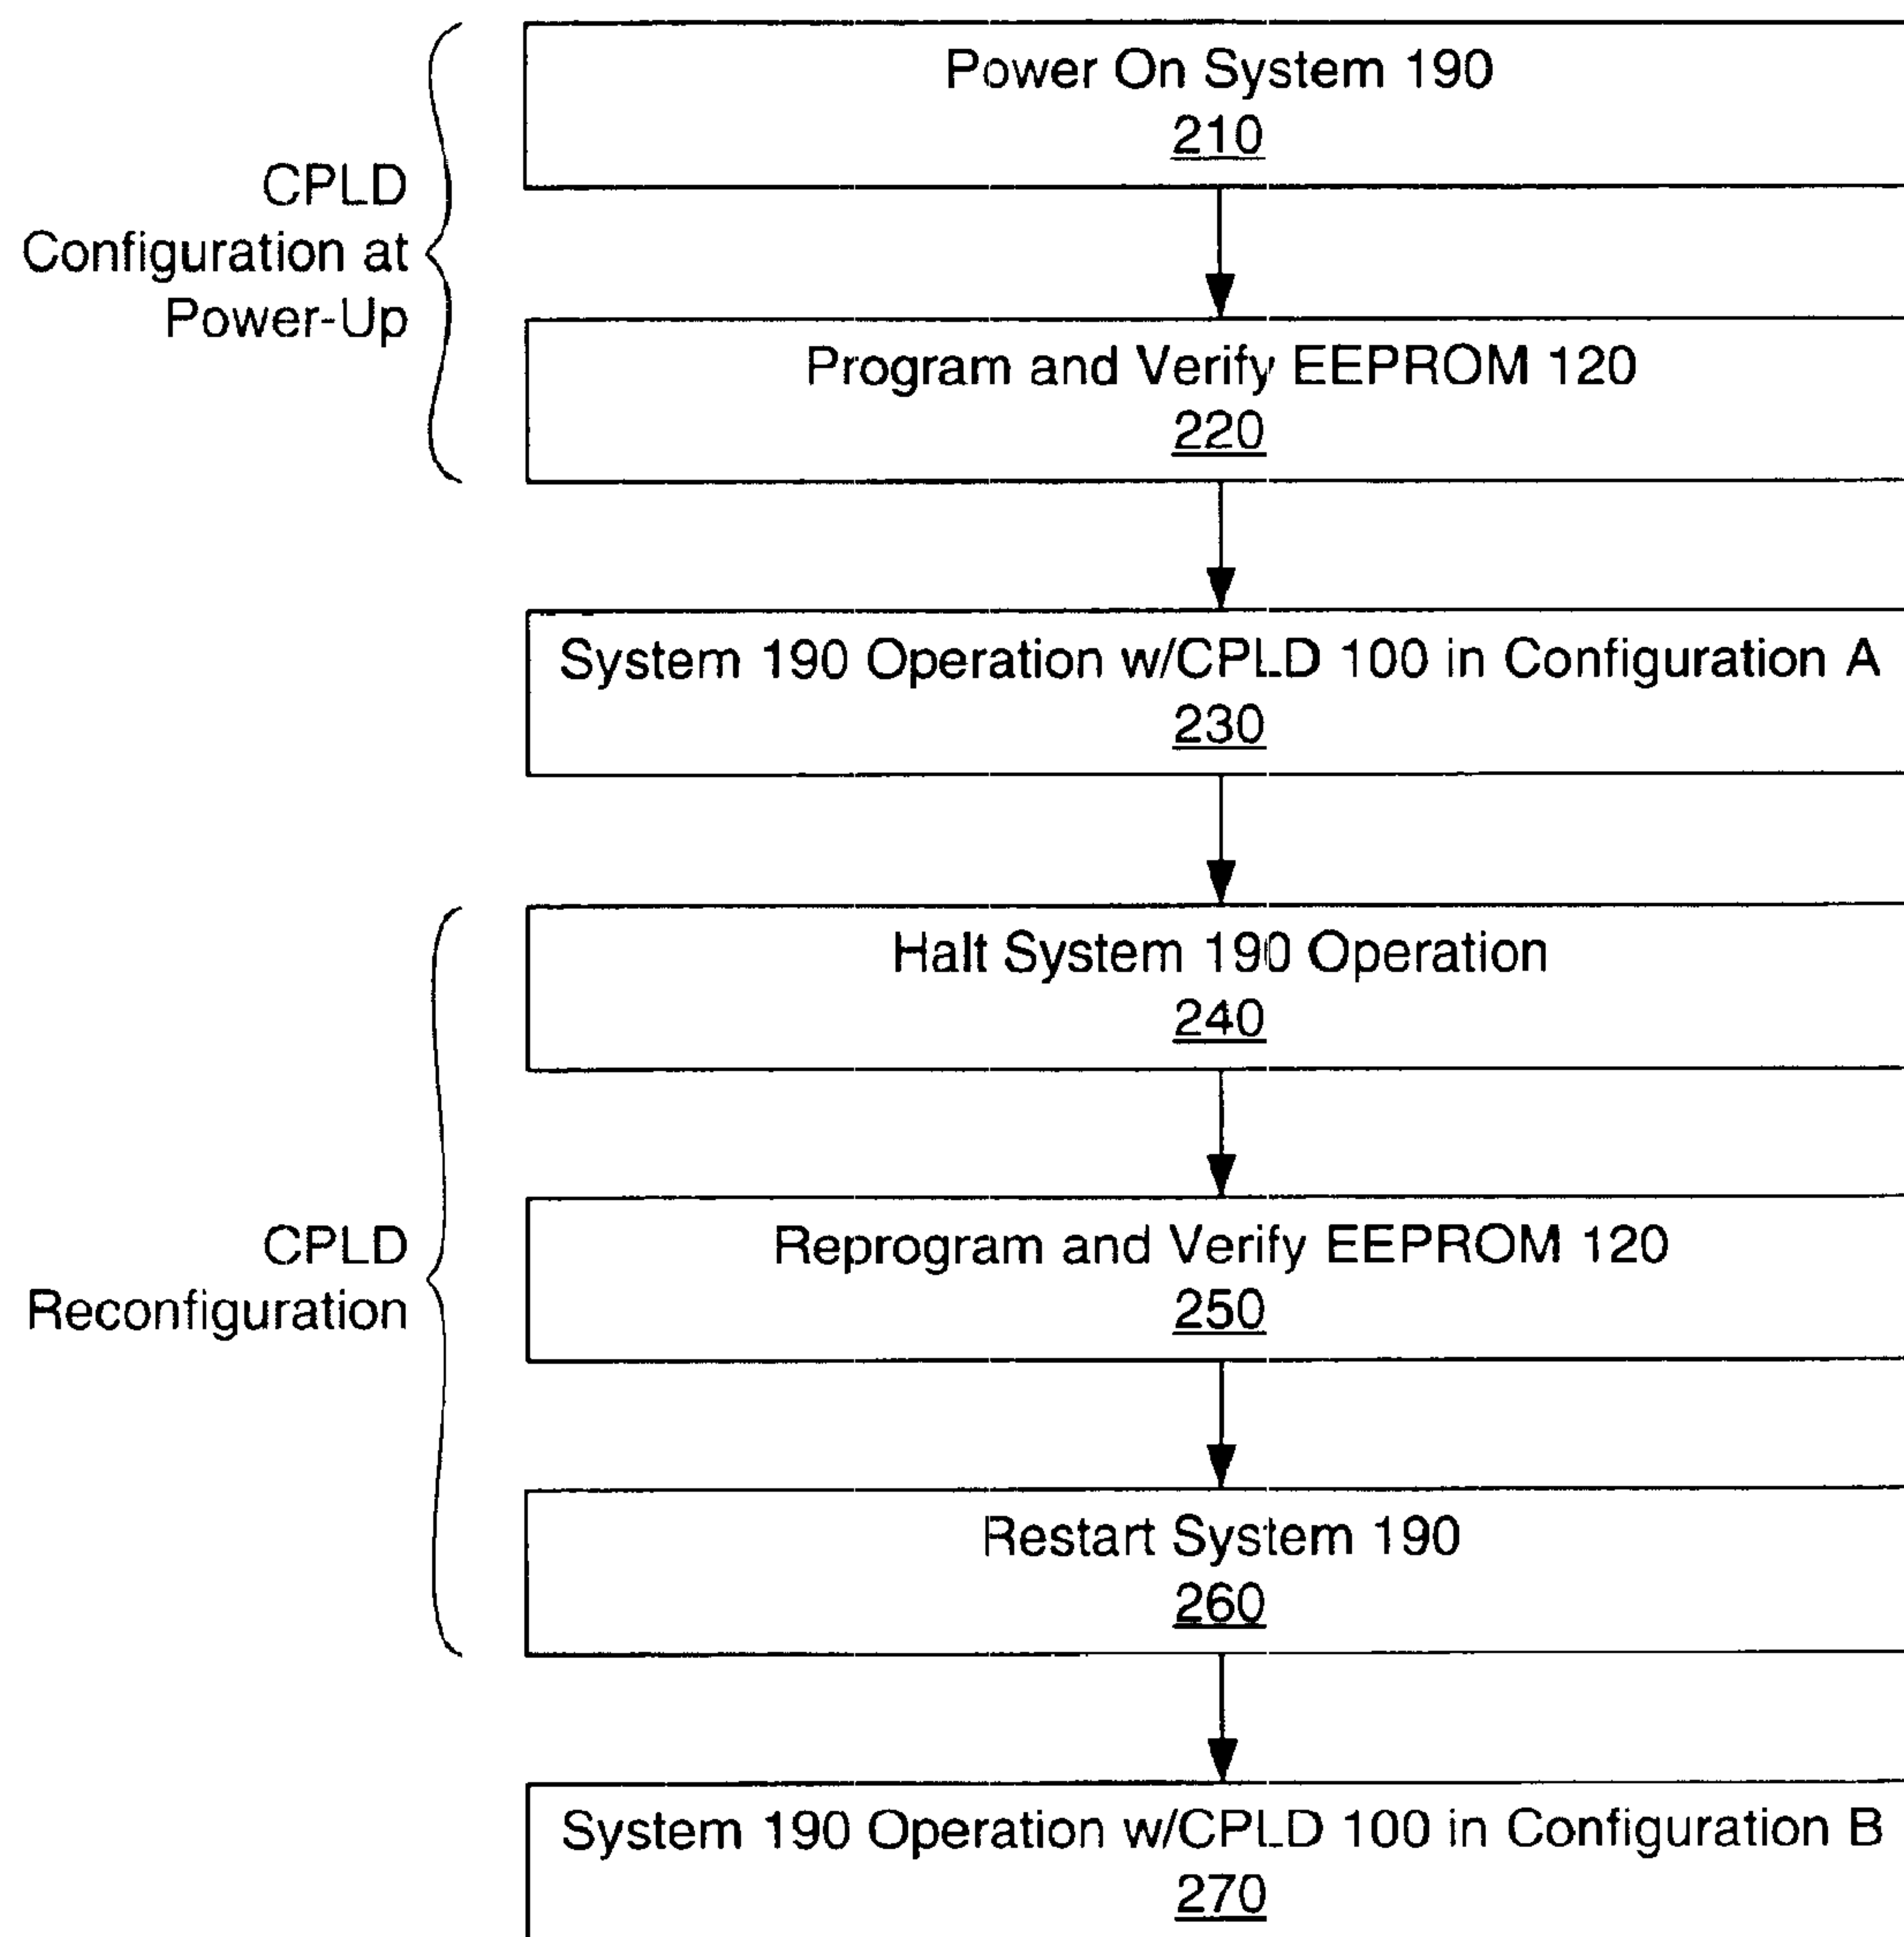 Power On System 190
210
CPLD
Configuration at
Power-Up
Program and Verify EEPROM 120
220
System 190 Operation w/CPLD 100 in Configuration A
230
Halt System 190 Operation
240
CPLD
Reconfiguration
Reprogram and Verify EEPROM 120
250
Restart System 190
260
System 190 Operation w/CPLD 100 in Configuration B
270